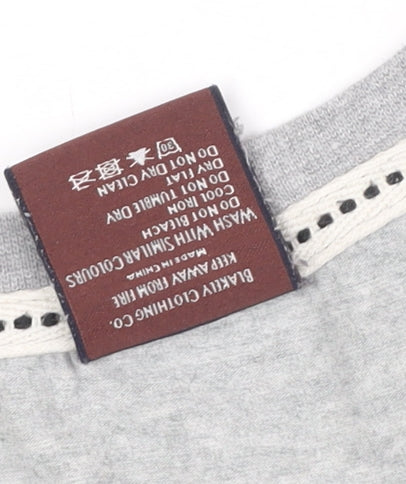 BLAKILY CLOTHING CO.
KEEP AWAY FROM FIRE
MADE IN CHINA
WASH WITH SIMILAR COLOURS
DO NOT BLEACH
COOL IRON
DO NOT TUMBLE DRY
DRY FLAT
DO NOT DRY CLEAN
30